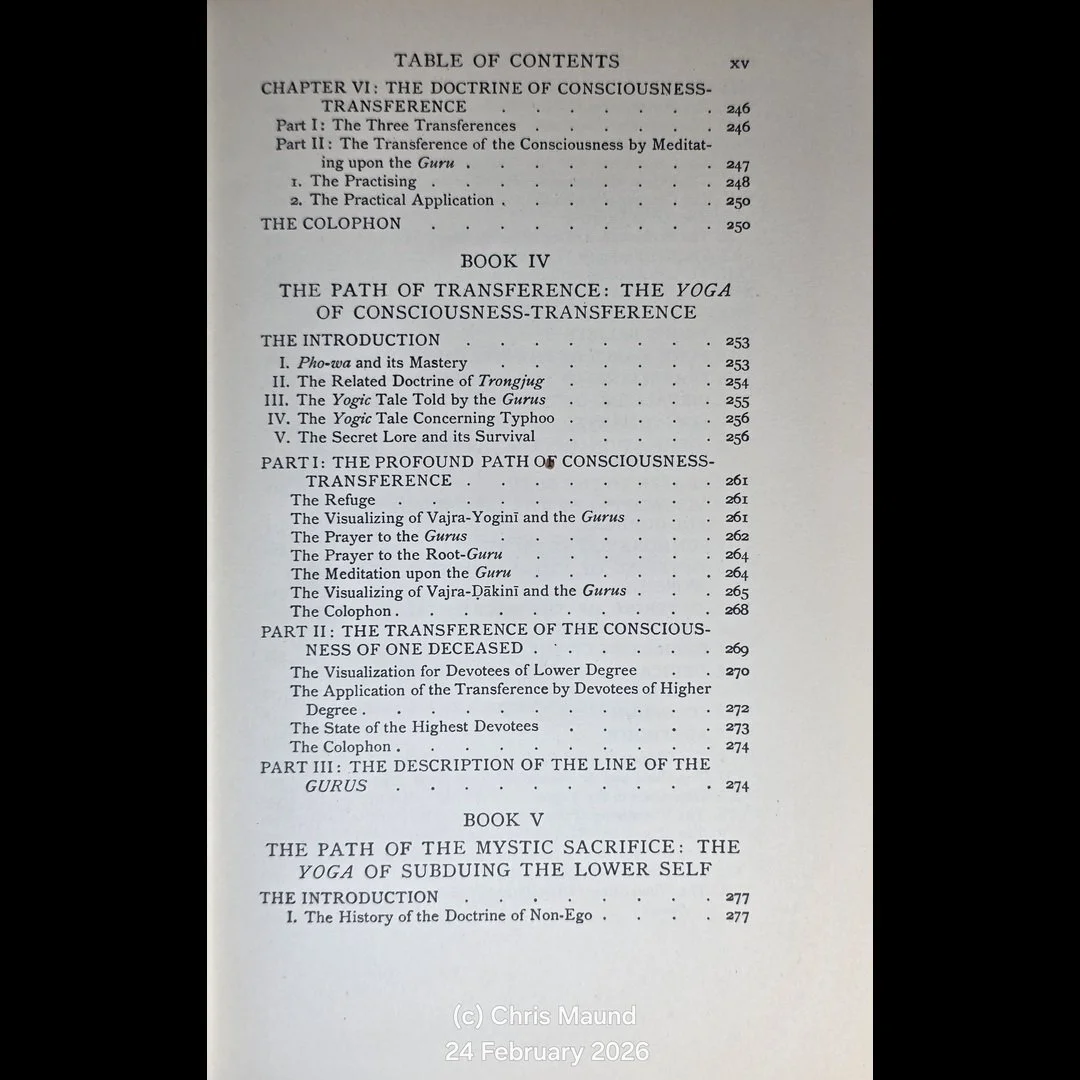 TABLE OF CONTENTS xv
CHAPTER VI: THE DOCTRINE OF CONSCIOUSNESS-
TRANSFERENCE . . . . . . 246
Part I: The Three Transferences . . . . . . 246
Part II: The Transference of the Consciousness by Meditat-
ing upon the Guru . . . . . . . . 247
1. The Practising . . . . . . . . . 248
2. The Practical Application . . . . . . . 250
THE COLOPHON . . . . . . . . . 250
BOOK IV
THE PATH OF TRANSFERENCE: THE YOGA
OF CONSCIOUSNESS-TRANSFERENCE
THE INTRODUCTION . . . . . . . . 253
I. Pho-wa and its Mastery . . . . . . . 253
II. The Related Doctrine of Trongjug . . . . . 254
III. The Yogic Tale Told by the Gurus . . . . . 255
IV. The Yogic Tale Concerning Typhoo . . . . . 256
V. The Secret Lore and its Survival . . . . . 256
PART I: THE PROFOUND PATH OF CONSCIOUSNESS-
TRANSFERENCE . . . . . . . . 261
The Refuge . . . . . . . . . . 261
The Visualizing of Vajra-Yoginī and the Gurus . . . 261
The Prayer to the Gurus . . . . . . . 262
The Prayer to the Root-Guru . . . . . . 264
The Meditation upon the Guru . . . . . . 264
The Visualizing of Vajra-Ḍākinī and the Gurus . . . 265
The Colophon . . . . . . . . . . 268
PART II: THE TRANSFERENCE OF THE CONSCIOUS-
NESS OF ONE DECEASED . . . . . . 269
The Visualization for Devotees of Lower Degree . . 270
The Application of the Transference by Devotees of Higher
Degree . . . . . . . . . . . 272
The State of the Highest Devotees . . . . . 273
The Colophon . . . . . . . . . . 274
PART III: THE DESCRIPTION OF THE LINE OF THE
GURUS . . . . . . . . . . 274
BOOK V
THE PATH OF THE MYSTIC SACRIFICE: THE
YOGA OF SUBDUING THE LOWER SELF
THE INTRODUCTION . . . . . . . . 277
I. The History of the Doctrine of Non-Ego . . . . 277
(c) Chris Maund
24 February 2026